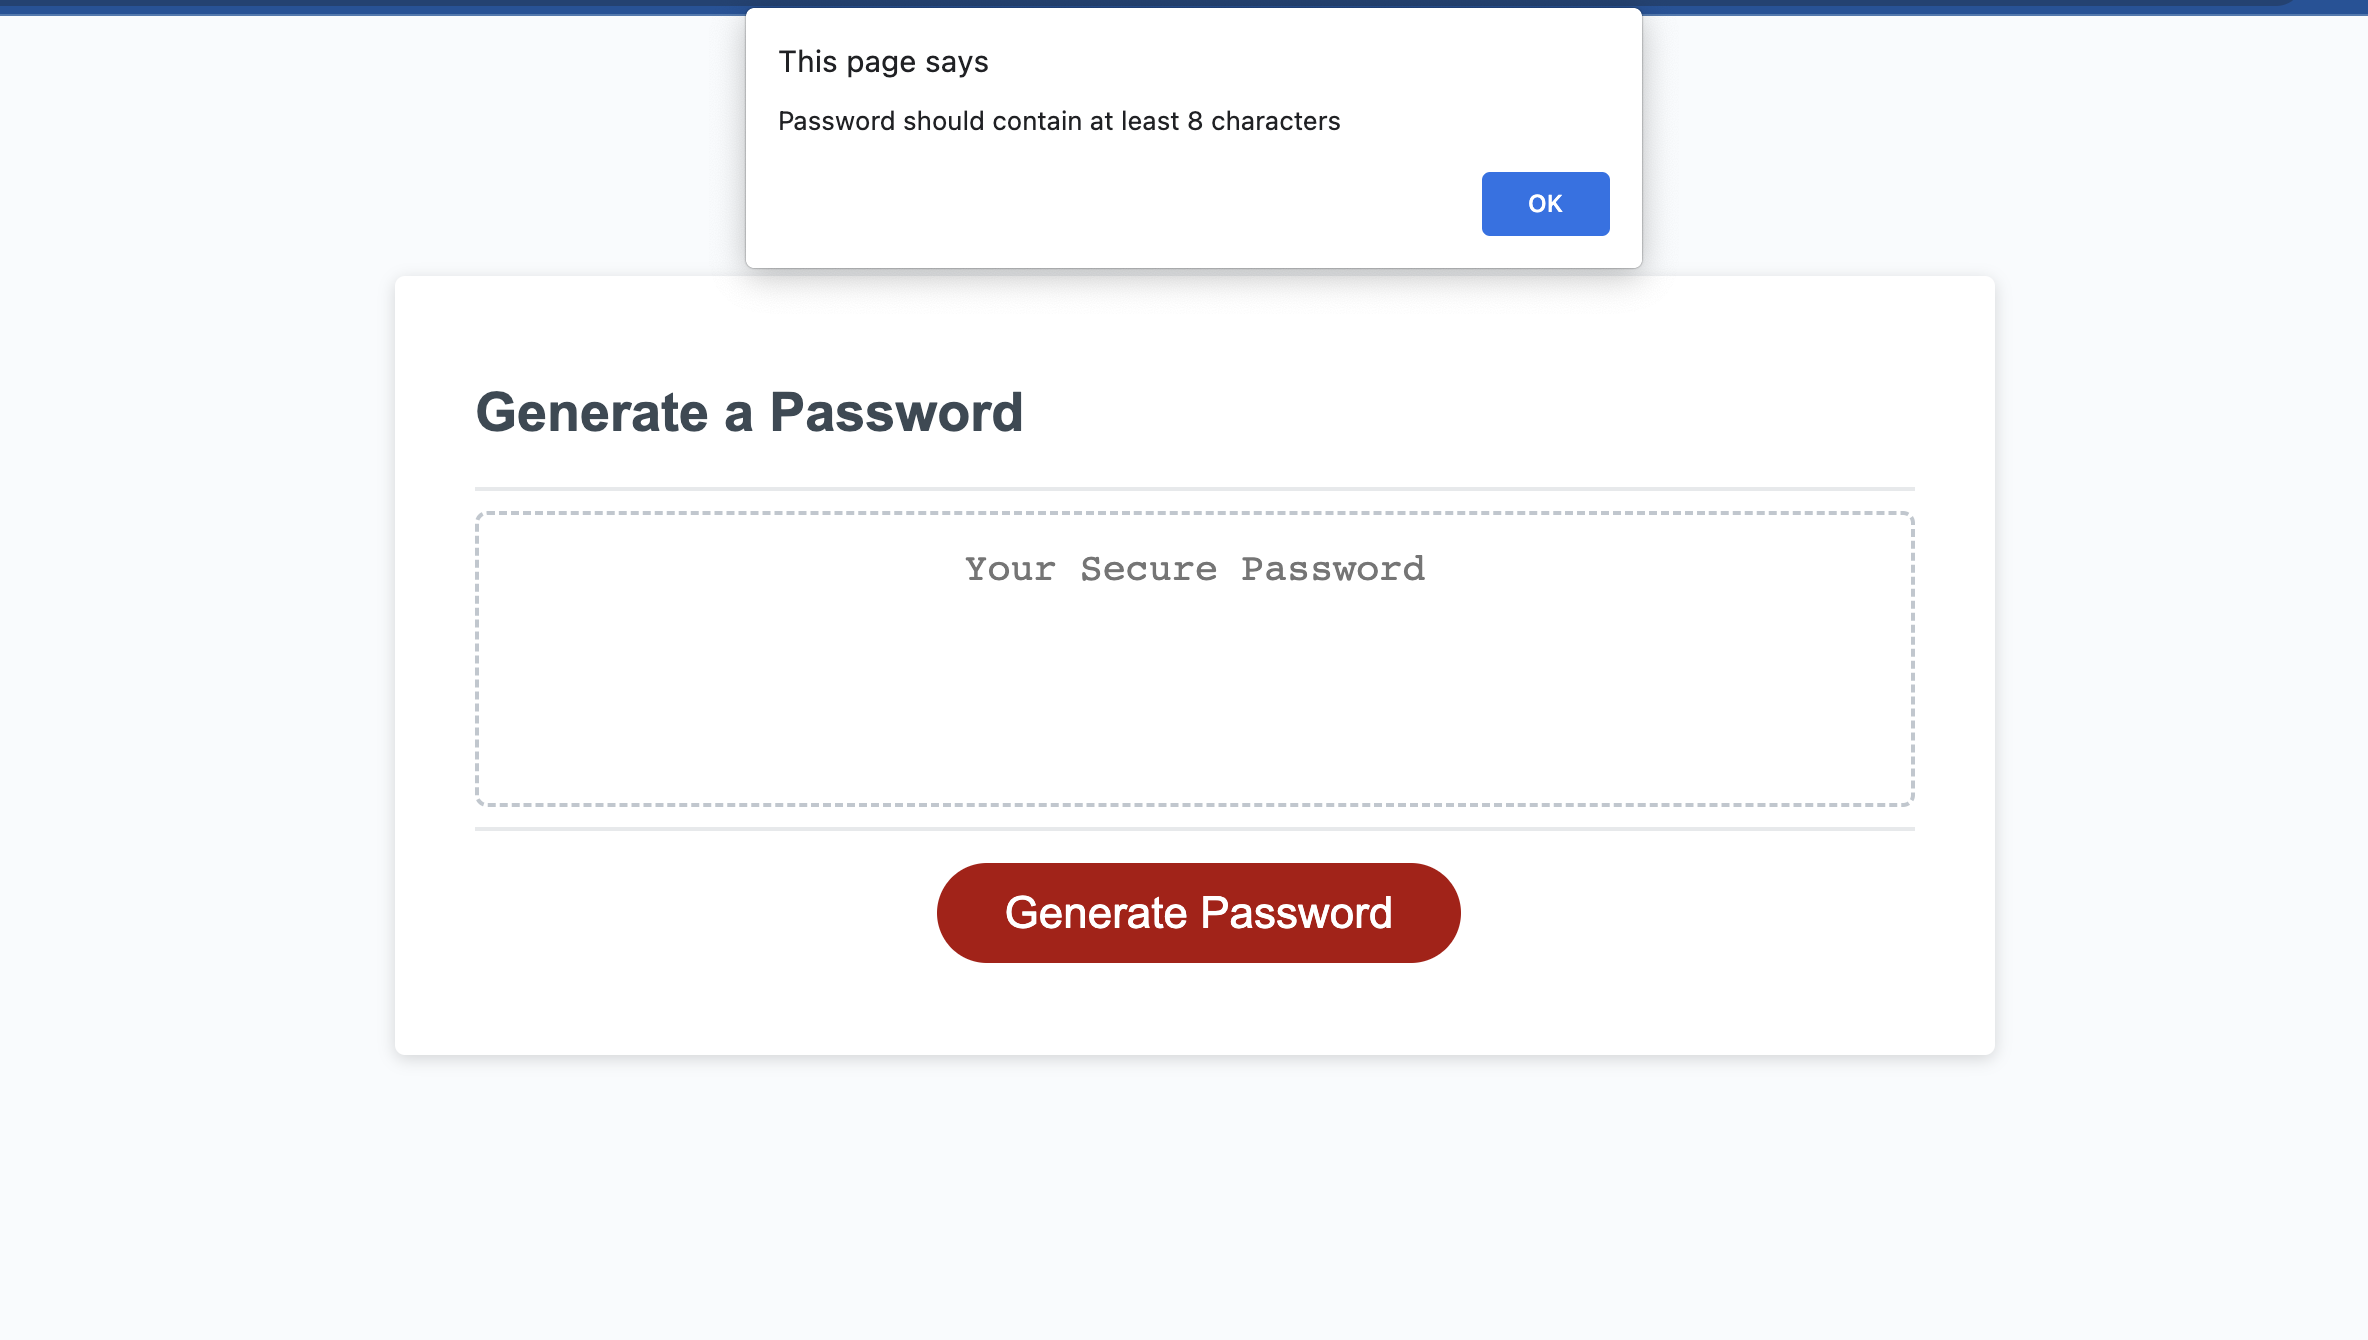 This page says
Password should contain at least 8 characters
OK
Generate a Password
Your Secure Password
Generate Password